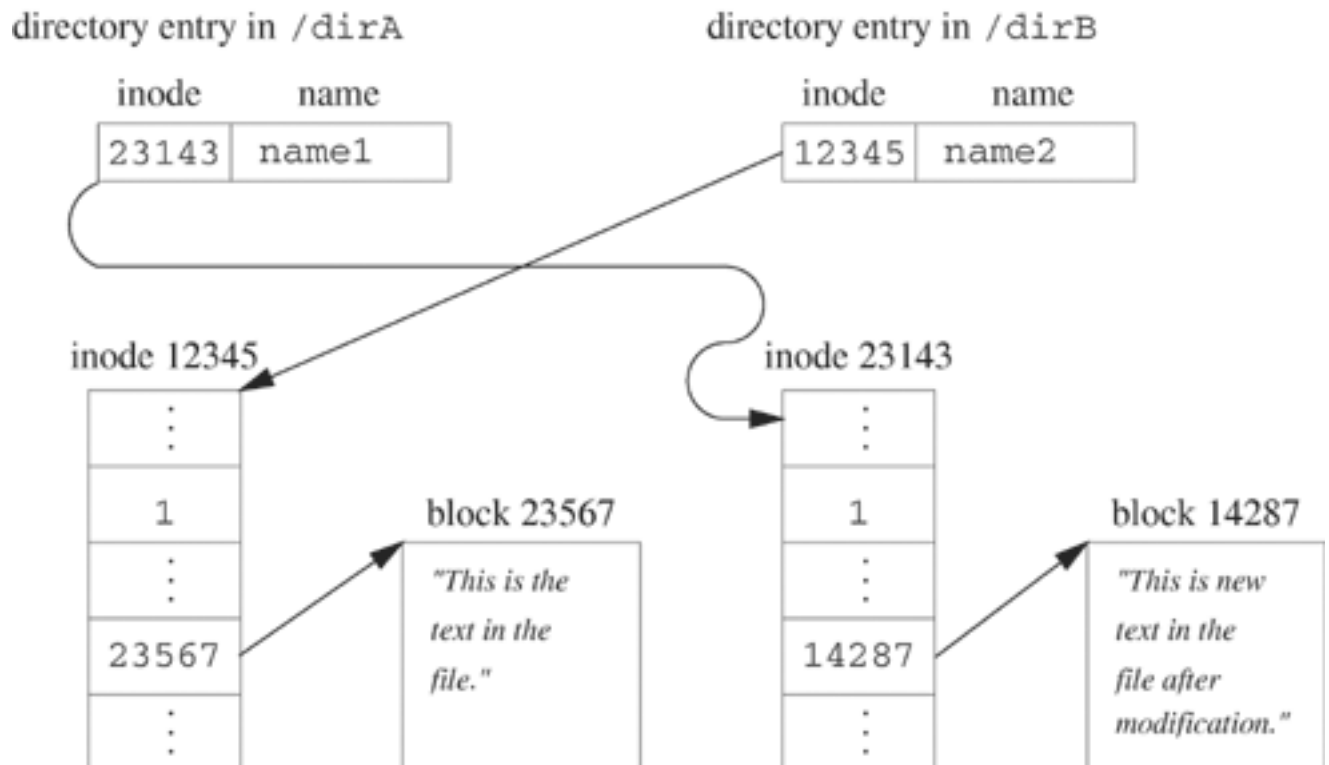 directory entry in /dirA
directory entry in /dirB
inode name
inode name
23143 name1
12345 name2
inode 12345
inode 23143
⋮
⋮
1
1
block 23567
block 14287
⋮
⋮
"This is the
text in the
file."
"This is new
text in the
file after
modification."
23567
14287
⋮
⋮